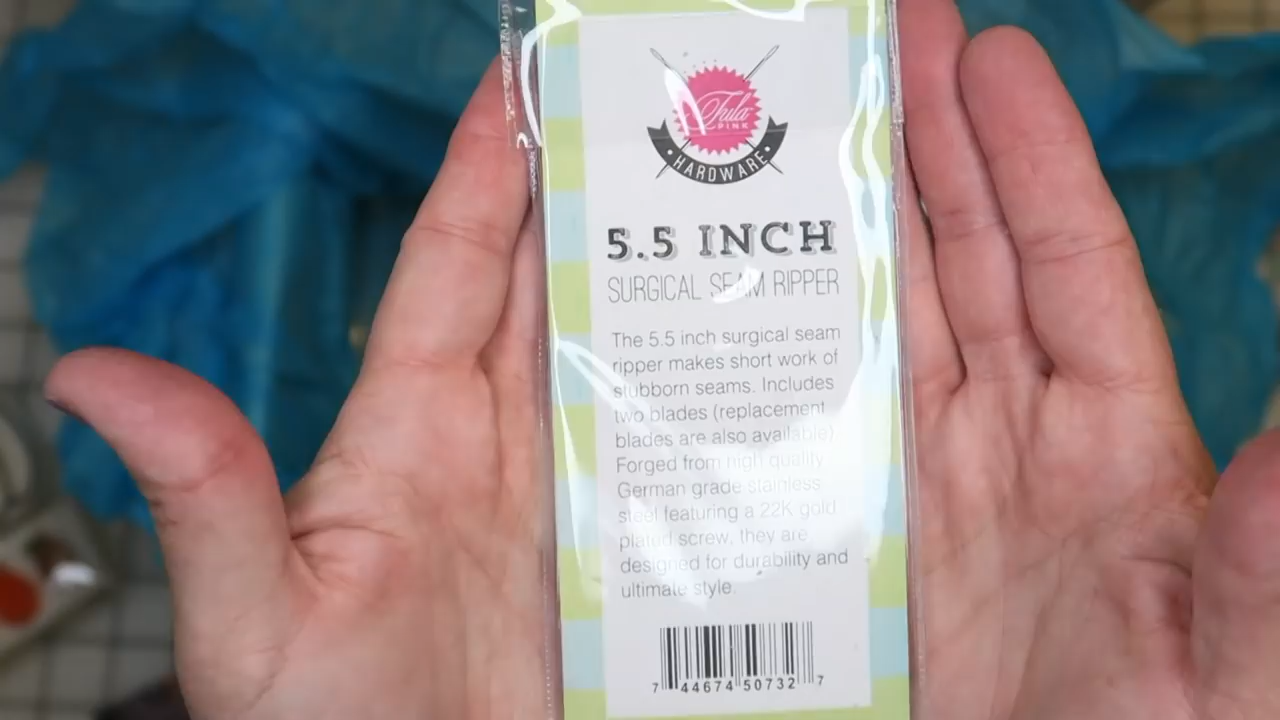 Tula
PINK
• HARDWARE •
5.5 INCH
SURGICAL SEAM RIPPER
The 5.5 inch surgical seam
ripper makes short work of
stubborn seams. Includes
two blades (replacement
blades are also available).
Forged from high quality
German grade stainless
steel featuring a 22K gold
plated screw, they are
designed for durability and
ultimate style.
7 44674 50732 7